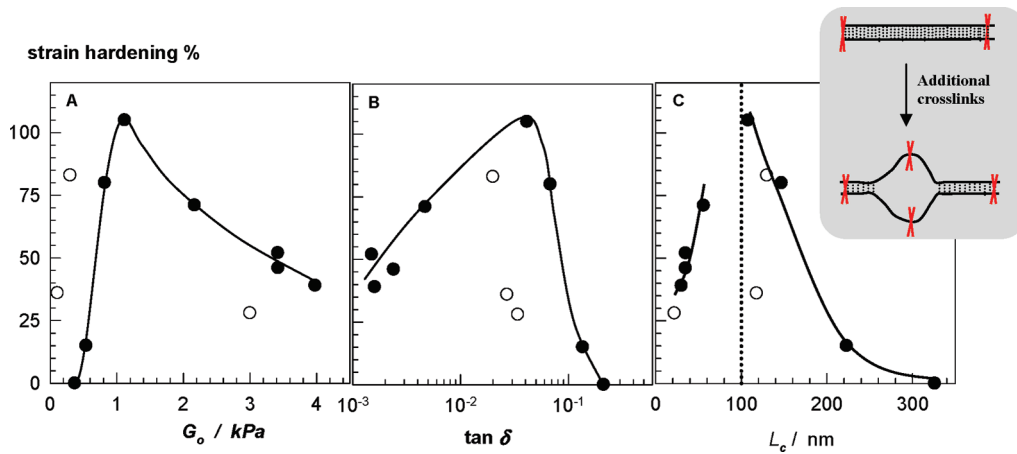 strain hardening %
A
B
C
100
75
50
25
0
0 1 2 3 4
10⁻³ 10⁻² 10⁻¹
0 100 200 300
G₀ / kPa
tan δ
L_c / nm
Additional
crosslinks